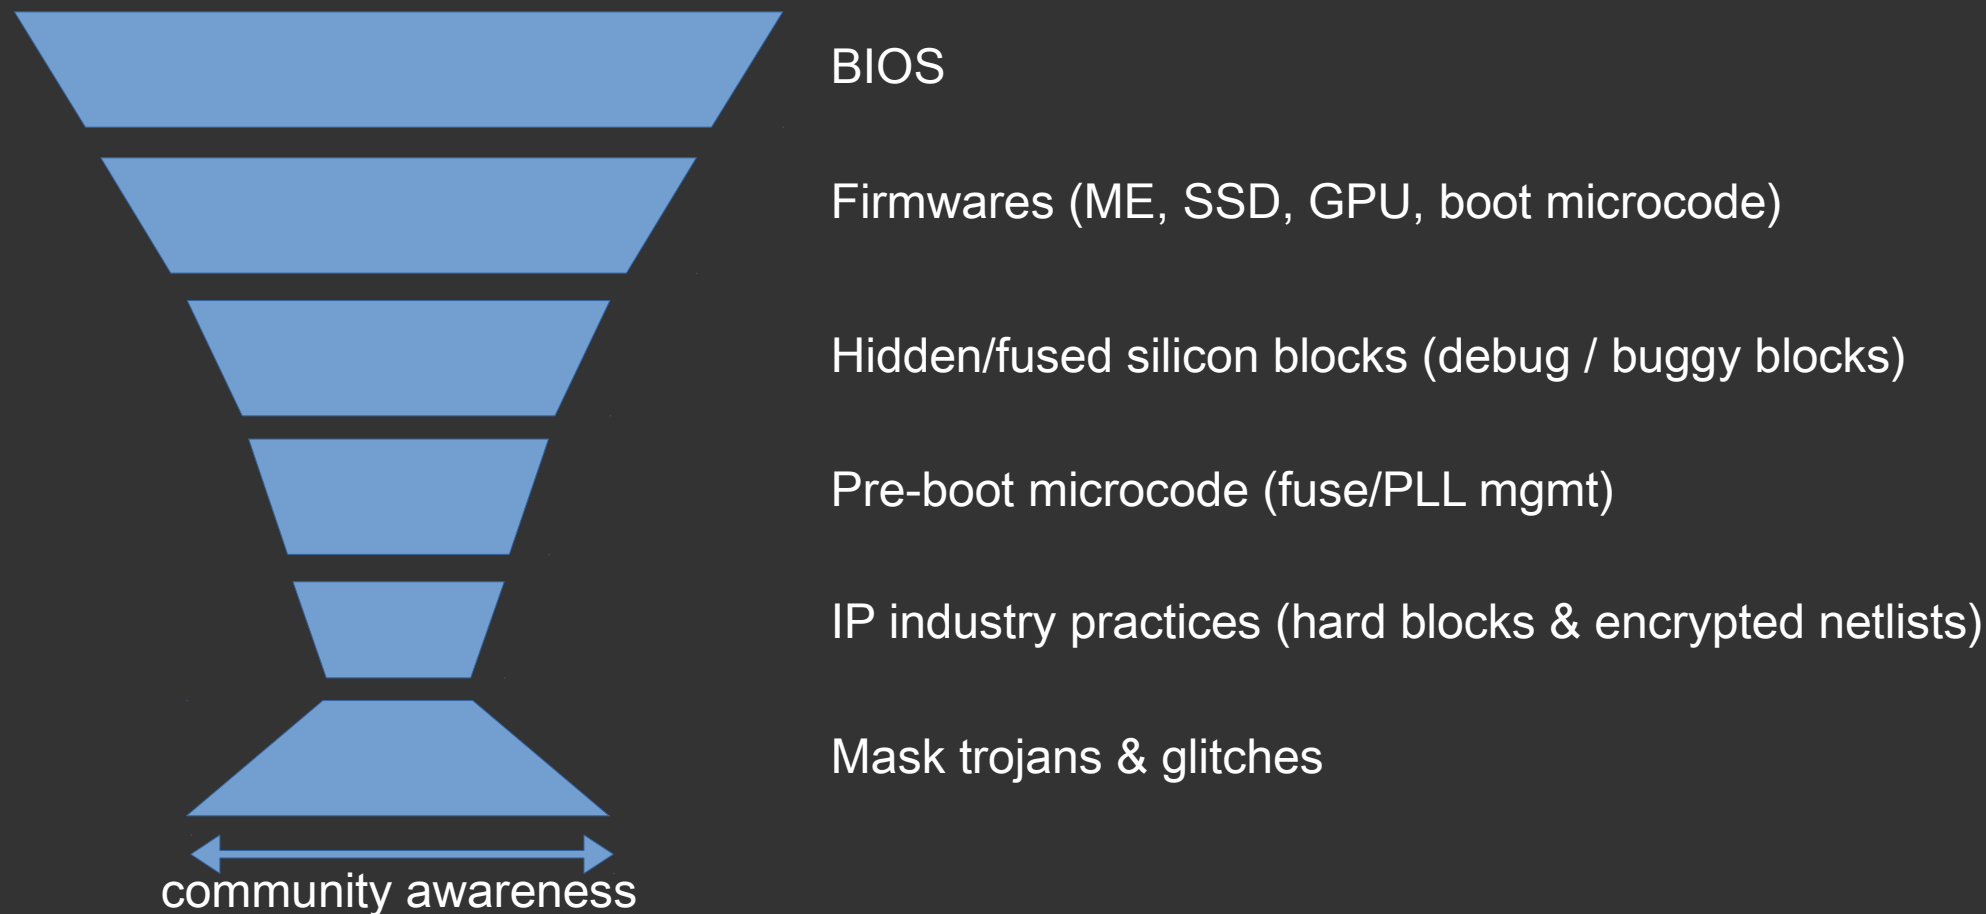 BIOS
Firmwares (ME, SSD, GPU, boot microcode)
Hidden/fused silicon blocks (debug / buggy blocks)
Pre-boot microcode (fuse/PLL mgmt)
IP industry practices (hard blocks & encrypted netlists)
Mask trojans & glitches
community awareness